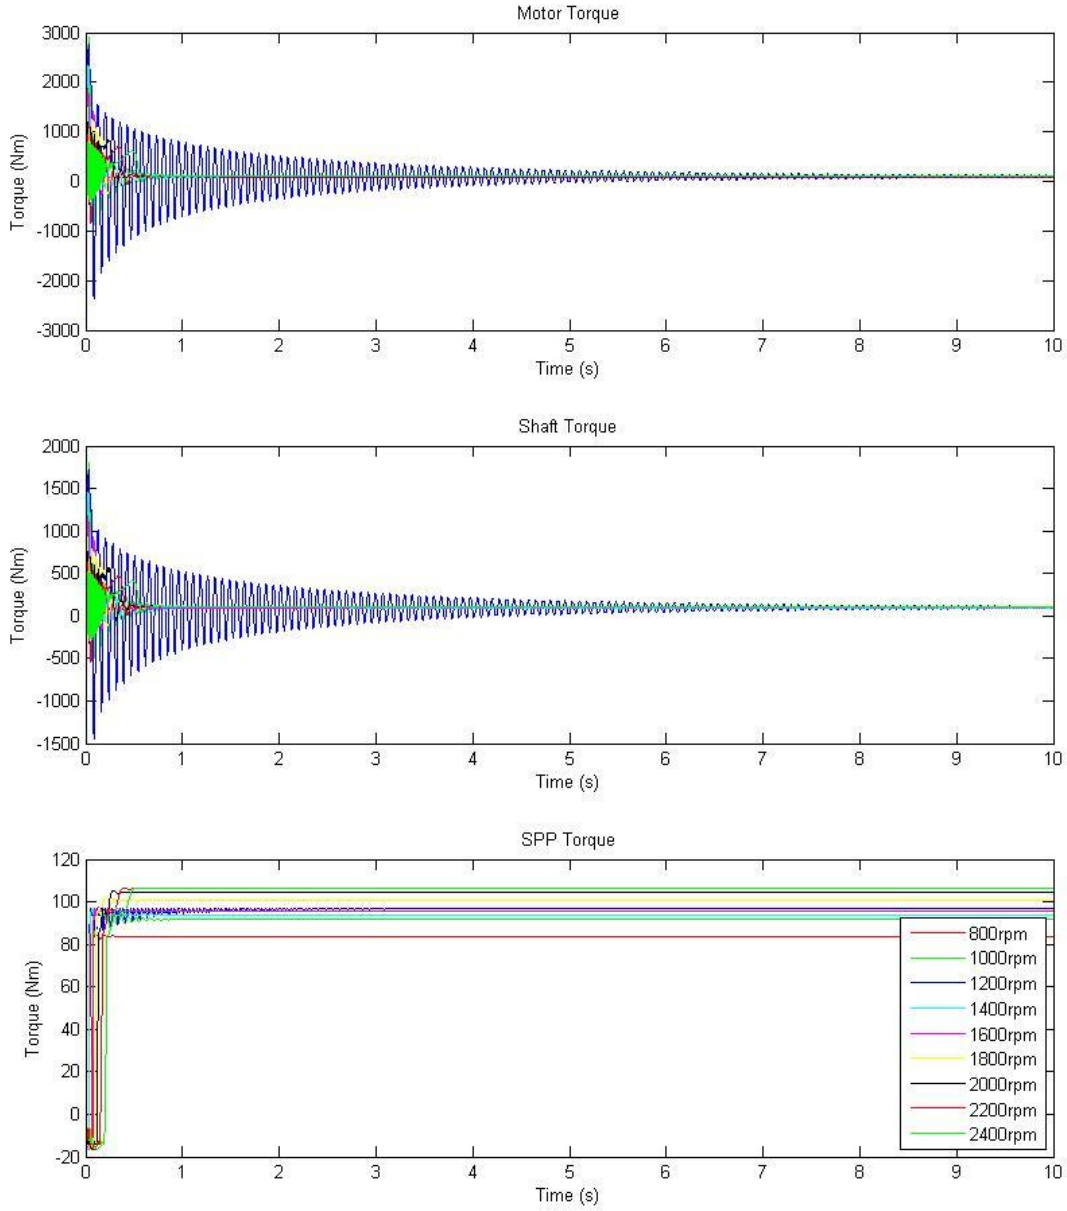 Motor Torque
3000
2000
1000
0
-1000
-2000
-3000
Torque (Nm)
0 1 2 3 4 5 6 7 8 9 10
Time (s)
Shaft Torque
2000
1500
1000
500
0
-500
-1000
-1500
Torque (Nm)
0 1 2 3 4 5 6 7 8 9 10
Time (s)
SPP Torque
120
100
80
60
40
20
0
-20
Torque (Nm)
800rpm
1000rpm
1200rpm
1400rpm
1600rpm
1800rpm
2000rpm
2200rpm
2400rpm
0 1 2 3 4 5 6 7 8 9 10
Time (s)